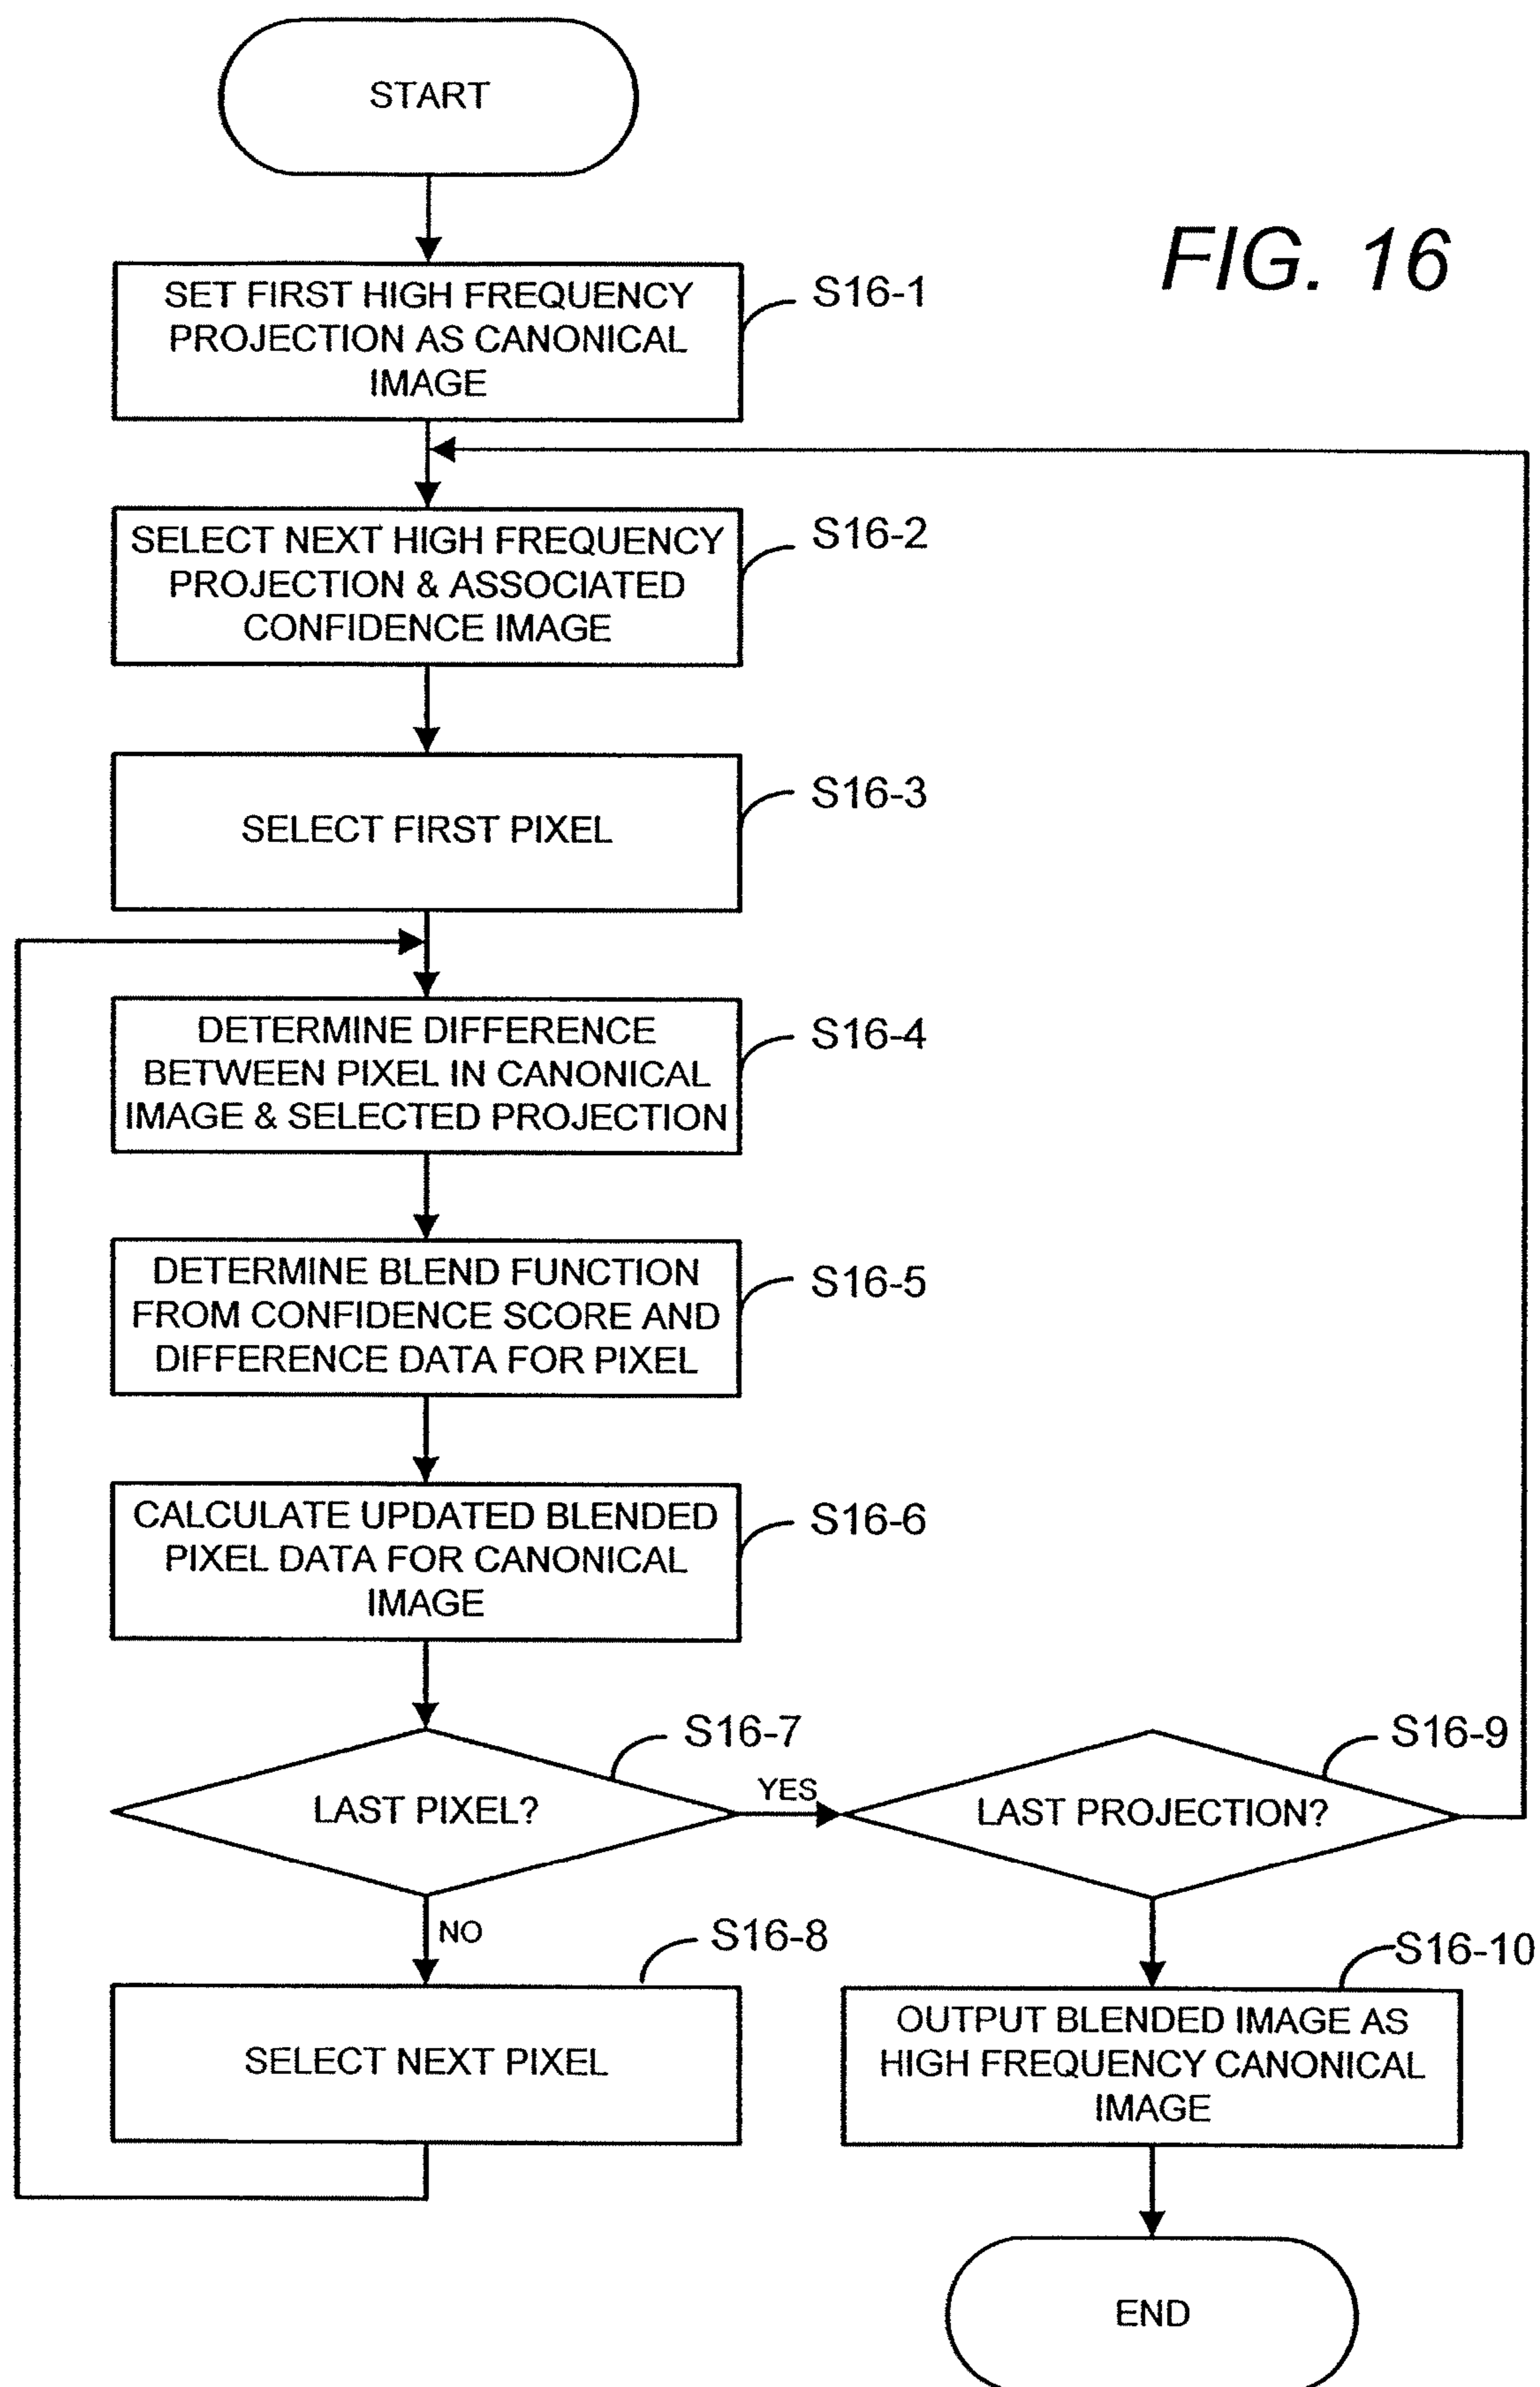 START
FIG. 16
SET FIRST HIGH FREQUENCY
PROJECTION AS CANONICAL
IMAGE
S16-1
SELECT NEXT HIGH FREQUENCY
PROJECTION & ASSOCIATED
CONFIDENCE IMAGE
S16-2
SELECT FIRST PIXEL
S16-3
DETERMINE DIFFERENCE
BETWEEN PIXEL IN CANONICAL
IMAGE & SELECTED PROJECTION
S16-4
DETERMINE BLEND FUNCTION
FROM CONFIDENCE SCORE AND
DIFFERENCE DATA FOR PIXEL
S16-5
CALCULATE UPDATED BLENDED
PIXEL DATA FOR CANONICAL
IMAGE
S16-6
LAST PIXEL?
S16-7
YES
LAST PROJECTION?
S16-9
NO
SELECT NEXT PIXEL
S16-8
OUTPUT BLENDED IMAGE AS
HIGH FREQUENCY CANONICAL
IMAGE
S16-10
END